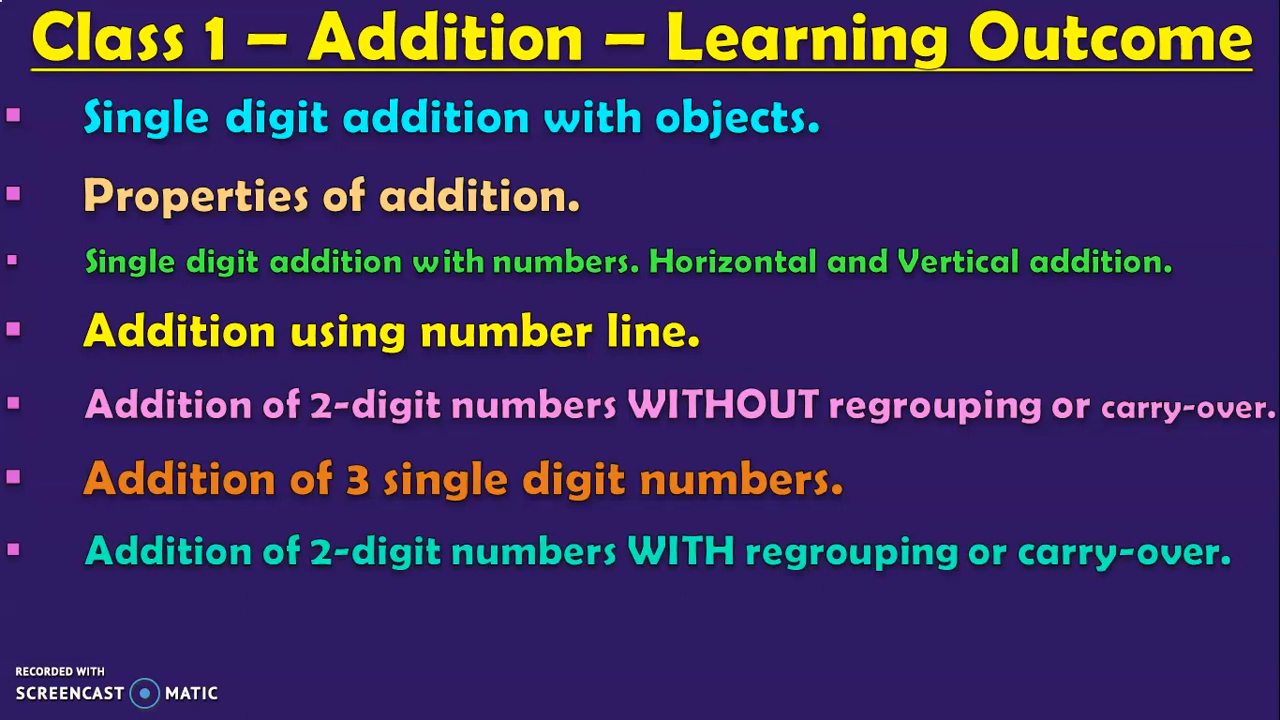 Class 1 – Addition – Learning Outcome
Single digit addition with objects.
Properties of addition.
Single digit addition with numbers. Horizontal and Vertical addition.
Addition using number line.
Addition of 2-digit numbers WITHOUT regrouping or carry-over.
Addition of 3 single digit numbers.
Addition of 2-digit numbers WITH regrouping or carry-over.
RECORDED WITH
SCREENCAST MATIC